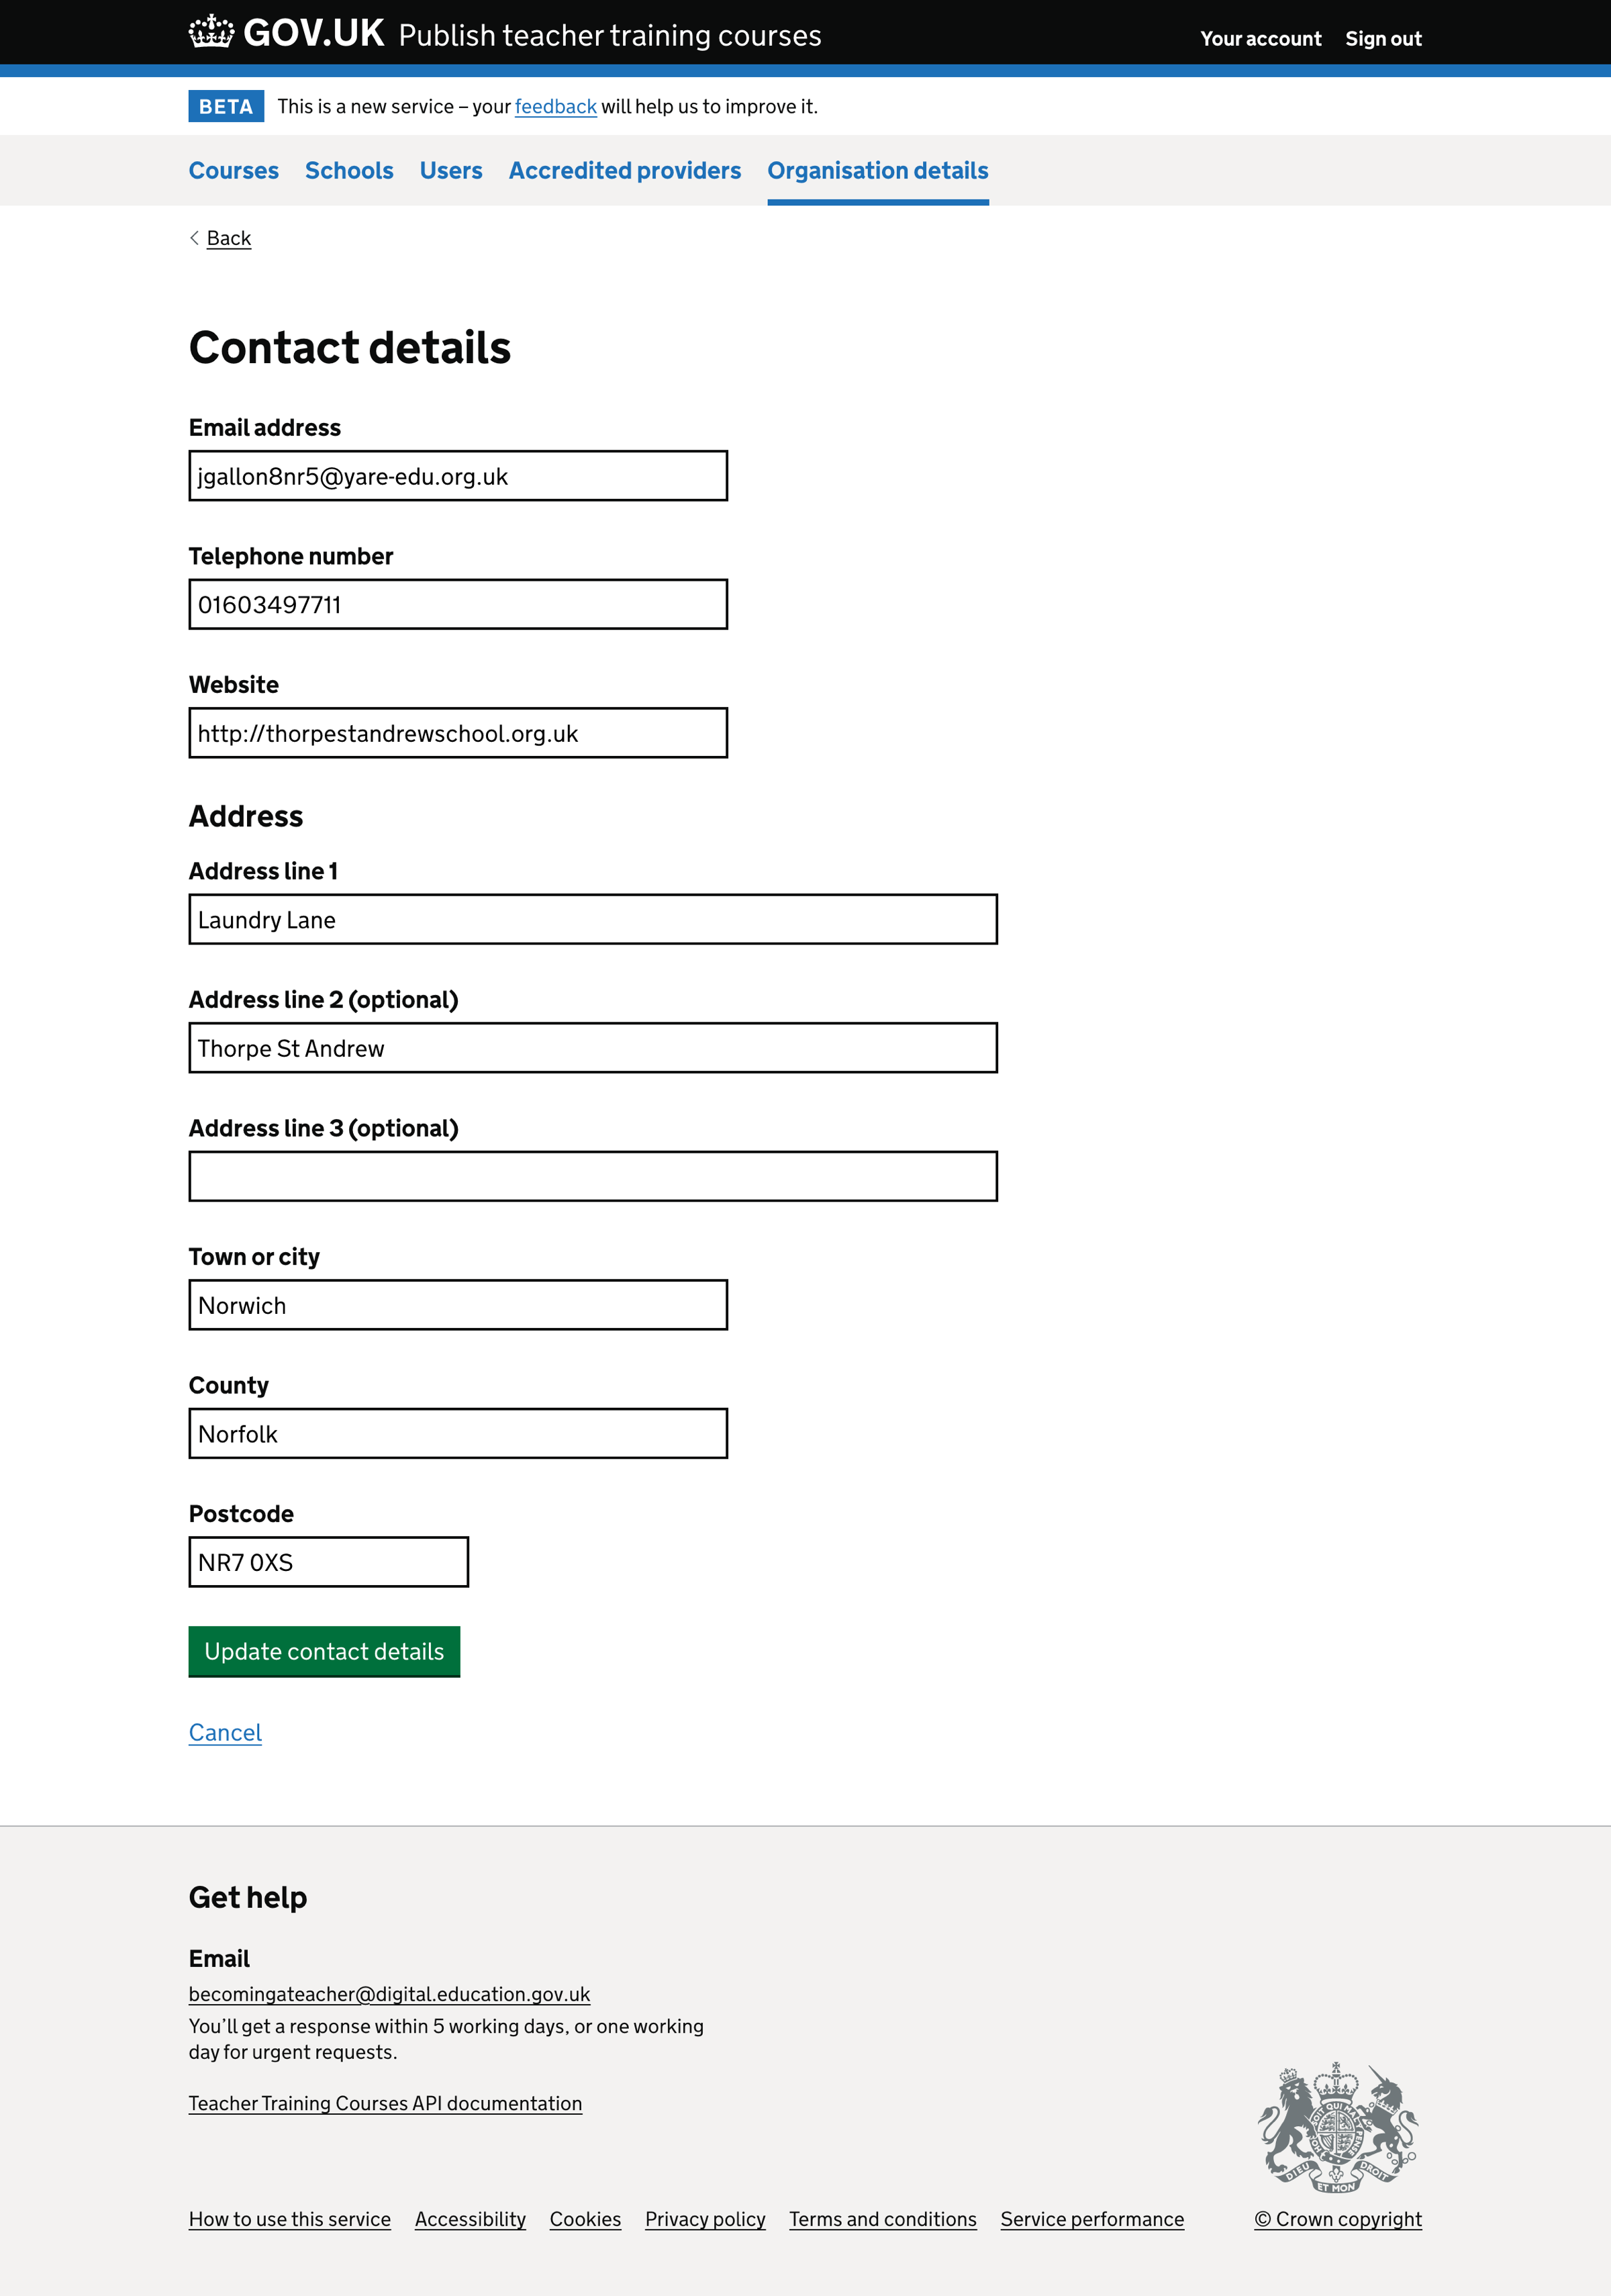 GOV.UK Publish teacher training courses
Your account Sign out
BETA This is a new service – your feedback will help us to improve it.
Courses Schools Users Accredited providers Organisation details
Back
Contact details
Email address
jgallon8nr5@yare-edu.org.uk
Telephone number
01603497711
Website
http://thorpestandrewschool.org.uk
Address
Address line 1
Laundry Lane
Address line 2 (optional)
Thorpe St Andrew
Address line 3 (optional)
Town or city
Norwich
County
Norfolk
Postcode
NR7 0XS
Update contact details
Cancel
Get help
Email
becomingateacher@digital.education.gov.uk
You’ll get a response within 5 working days, or one working
day for urgent requests.
Teacher Training Courses API documentation
DIEU ET MON DROIT
How to use this service Accessibility Cookies Privacy policy Terms and conditions Service performance
© Crown copyright